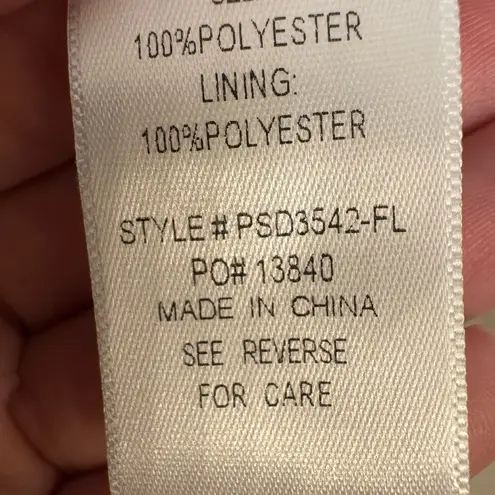 100%POLYESTER
LINING:
100%POLYESTER
STYLE # PSD3542-FL
PO# 13840
MADE IN CHINA
SEE REVERSE
FOR CARE